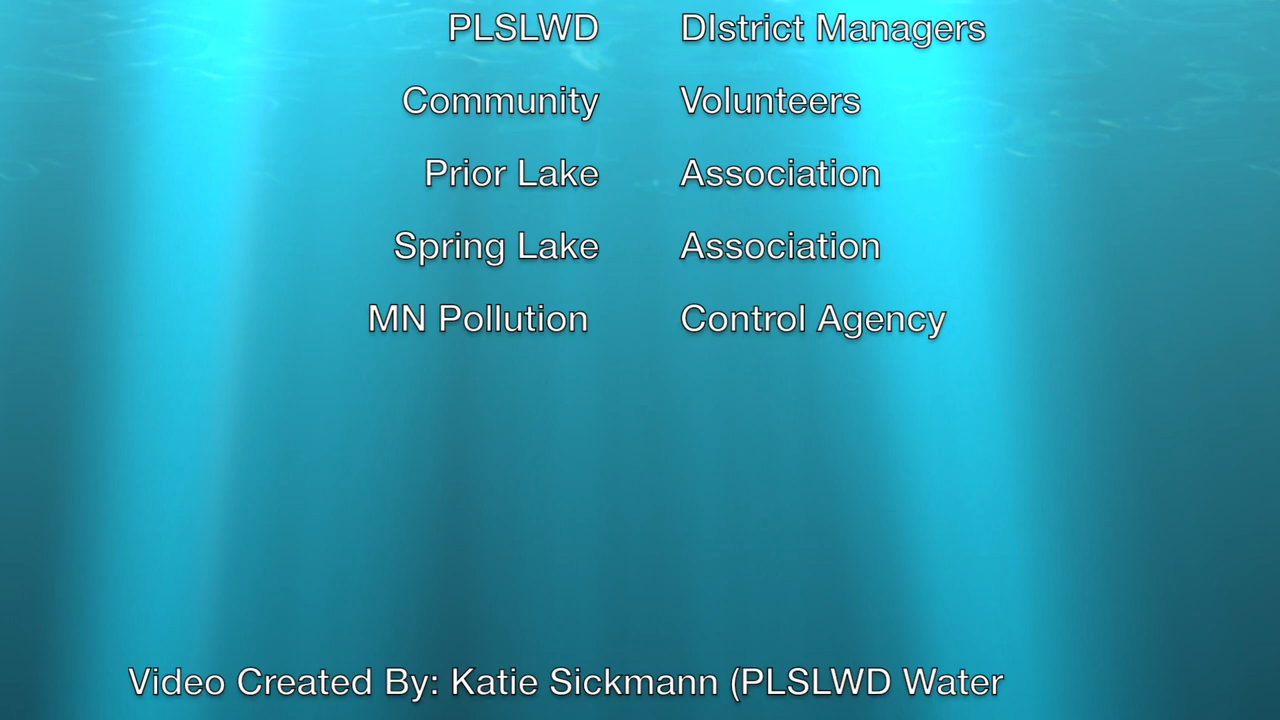 PLSLWD DIstrict Managers
Community Volunteers
Prior Lake Association
Spring Lake Association
MN Pollution Control Agency
Video Created By: Katie Sickmann (PLSLWD Water